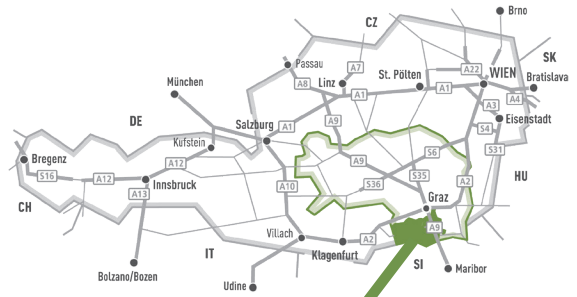 Brno
CZ
SK
Passau
A7
A22
WIEN
München
A8
Linz
St. Pölten
A1
A1
Bratislava
A3
A4
DE
Salzburg
A1
A9
Eisenstadt
S4
Kufstein
S31
Bregenz
A12
A9
S6
HU
S16
A12
Innsbruck
A10
S36
S35
A2
A13
Graz
CH
Villach
A9
IT
A2
Klagenfurt
SI
Bolzano/Bozen
Maribor
Udine